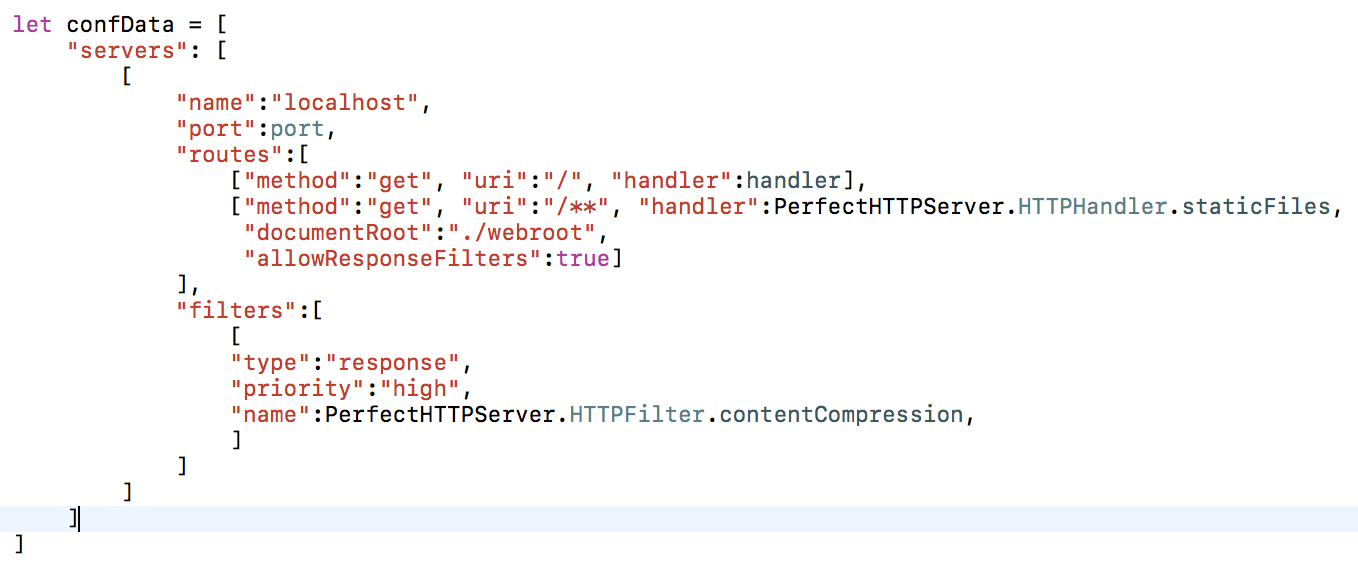 let confData = [
    "servers": [
        [
            "name":"localhost",
            "port":port,
            "routes":[
                ["method":"get", "uri":"/", "handler":handler],
                ["method":"get", "uri":"/**", "handler":PerfectHTTPServer.HTTPHandler.staticFiles,
                 "documentRoot":"./webroot",
                 "allowResponseFilters":true]
            ],
            "filters":[
                [
                "type":"response",
                "priority":"high",
                "name":PerfectHTTPServer.HTTPFilter.contentCompression,
                ]
            ]
        ]
    ]
]